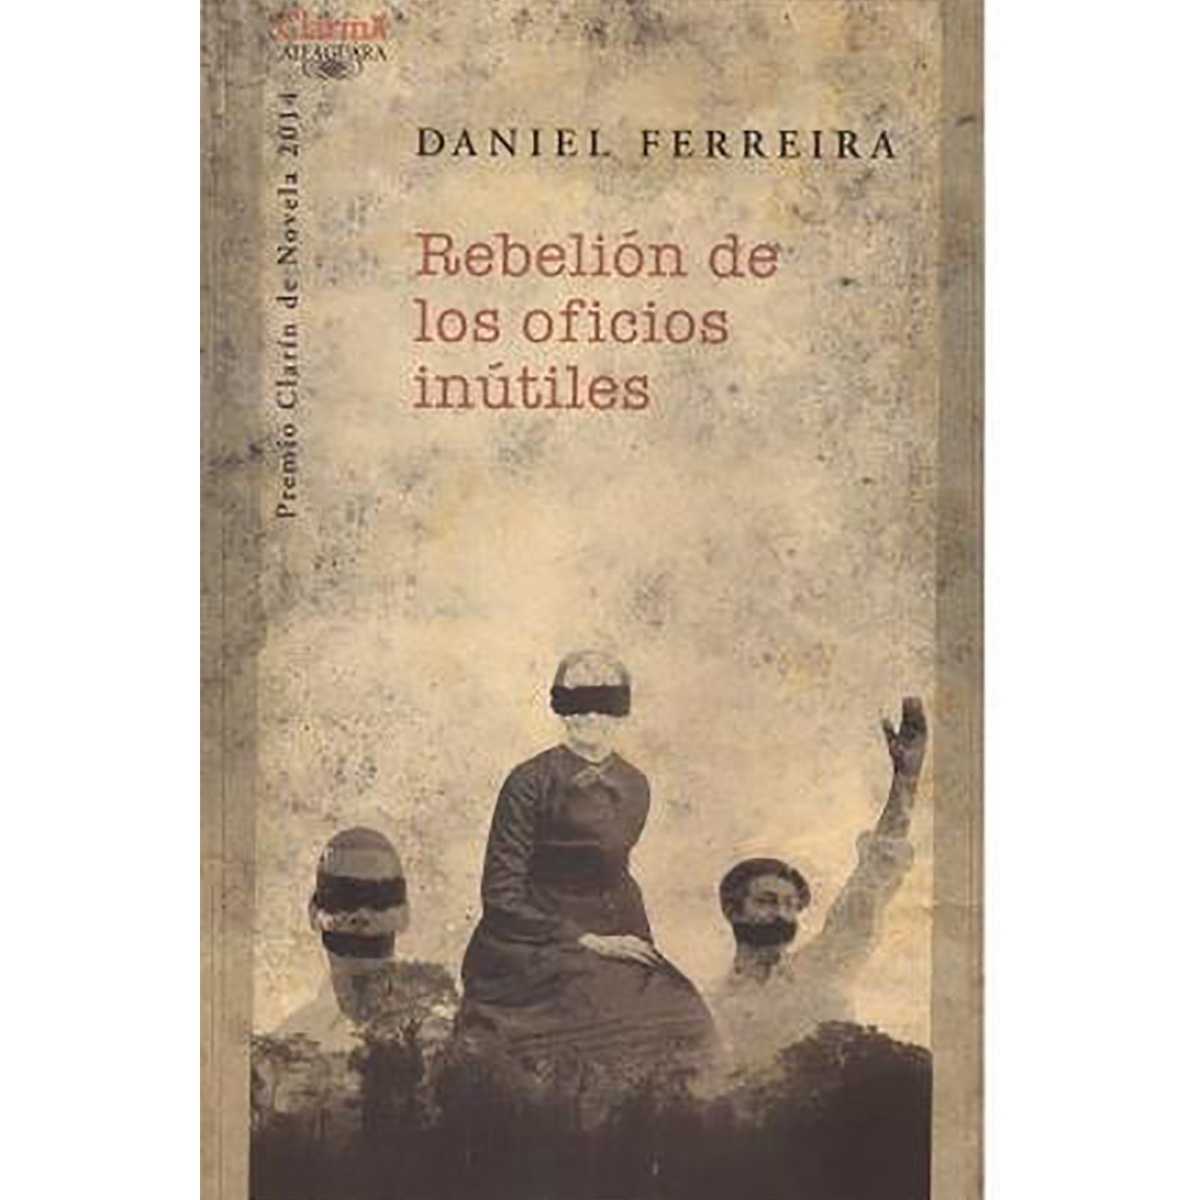 Clarín
ALFAGUARA
Premio Clarín de Novela 2014
DANIEL FERREIRA
Rebelión de
los oficios
inútiles